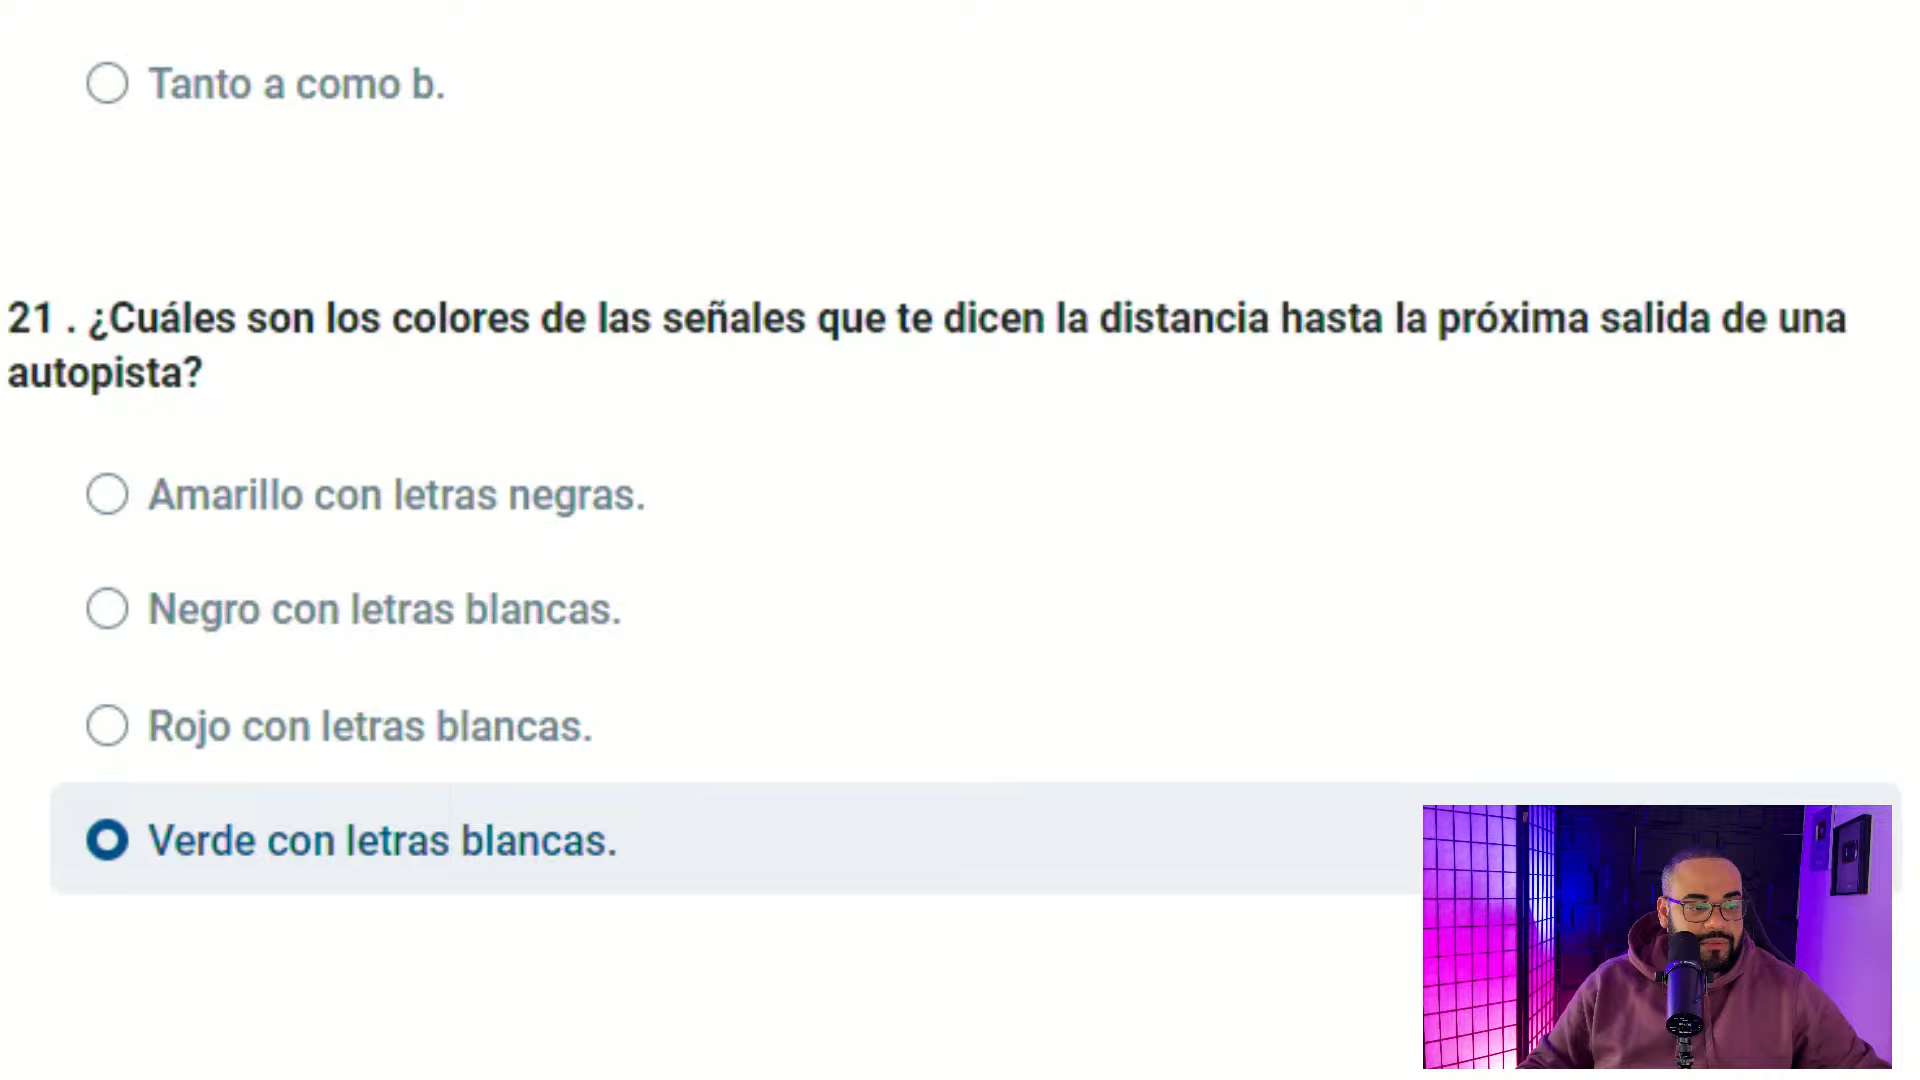 Tanto a como b.
21 . ¿Cuáles son los colores de las señales que te dicen la distancia hasta la próxima salida de una
autopista?
Amarillo con letras negras.
Negro con letras blancas.
Rojo con letras blancas.
Verde con letras blancas.